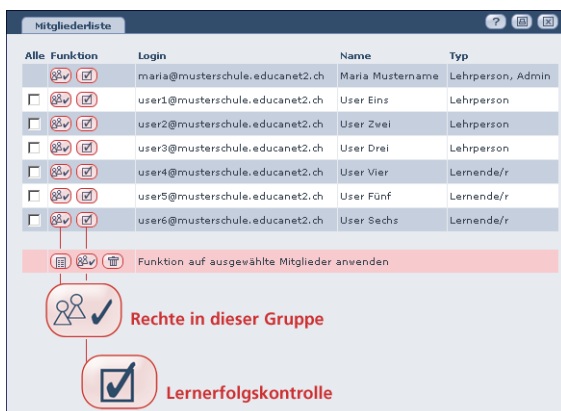 Mitgliederliste
?
Alle Funktion Login Name Typ
maria@musterschule.educanet2.ch Maria Mustername Lehrperson, Admin
user1@musterschule.educanet2.ch User Eins Lehrperson
user2@musterschule.educanet2.ch User Zwei Lehrperson
user3@musterschule.educanet2.ch User Drei Lehrperson
user4@musterschule.educanet2.ch User Vier Lernende/r
user5@musterschule.educanet2.ch User Fünf Lernende/r
user6@musterschule.educanet2.ch User Sechs Lernende/r
Funktion auf ausgewählte Mitglieder anwenden
Rechte in dieser Gruppe
Lernerfolgskontrolle